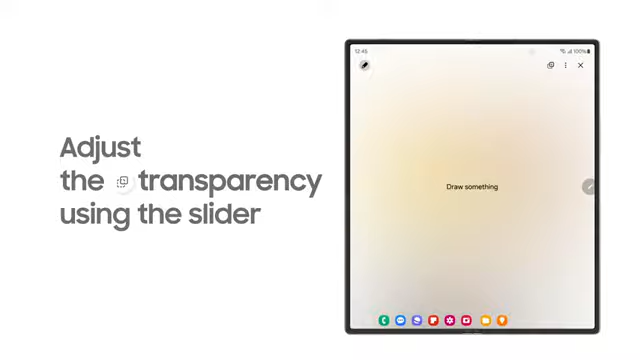 Adjust
the transparency
using the slider
12:45
100%
Draw something